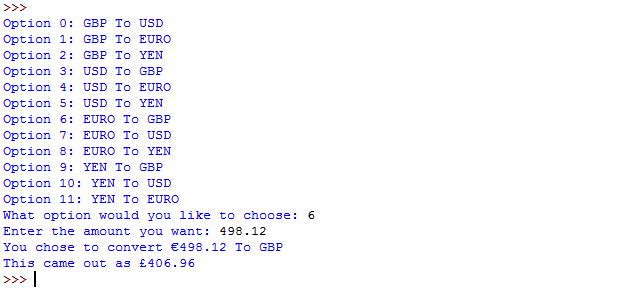 >>>
Option 0: GBP To USD
Option 1: GBP To EURO
Option 2: GBP To YEN
Option 3: USD To GBP
Option 4: USD To EURO
Option 5: USD To YEN
Option 6: EURO To GBP
Option 7: EURO To USD
Option 8: EURO To YEN
Option 9: YEN To GBP
Option 10: YEN To USD
Option 11: YEN To EURO
What option would you like to choose: 6
Enter the amount you want: 498.12
You chose to convert €498.12 To GBP
This came out as £406.96
>>>